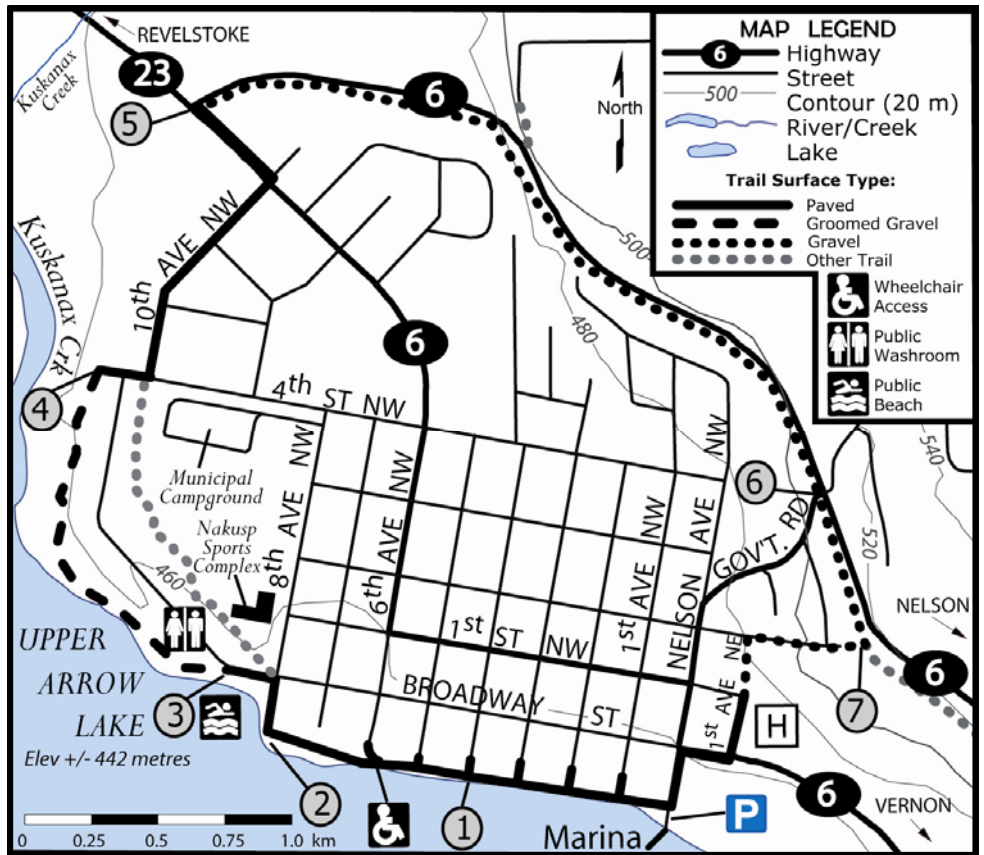 REVELSTOKE
Kuskanax
Creek
23
5
6
North
MAP LEGEND
6 Highway
Street
500 Contour (20 m)
River/Creek
Lake
Trail Surface Type:
Paved
Groomed Gravel
Gravel
Other Trail
Wheelchair
Access
Public
Washroom
Public
Beach
Kuskanax Crk
10th AVE NW
500
480
6
4
4th ST NW
NW
NW
NW
NW
540
Municipal
Campground
6
GOV'T. RD
520
Nakusp
Sports
Complex
8th AVE
6th AVE
1st AVE
NELSON AVE
460
1st ST NW
NELSON
6
UPPER
ARROW
LAKE
Elev +/- 442 metres
3
BROADWAY ST
1st AVE NE
H
7
2
1
P
6
VERNON
Marina
0 0.25 0.5 0.75 1.0 km